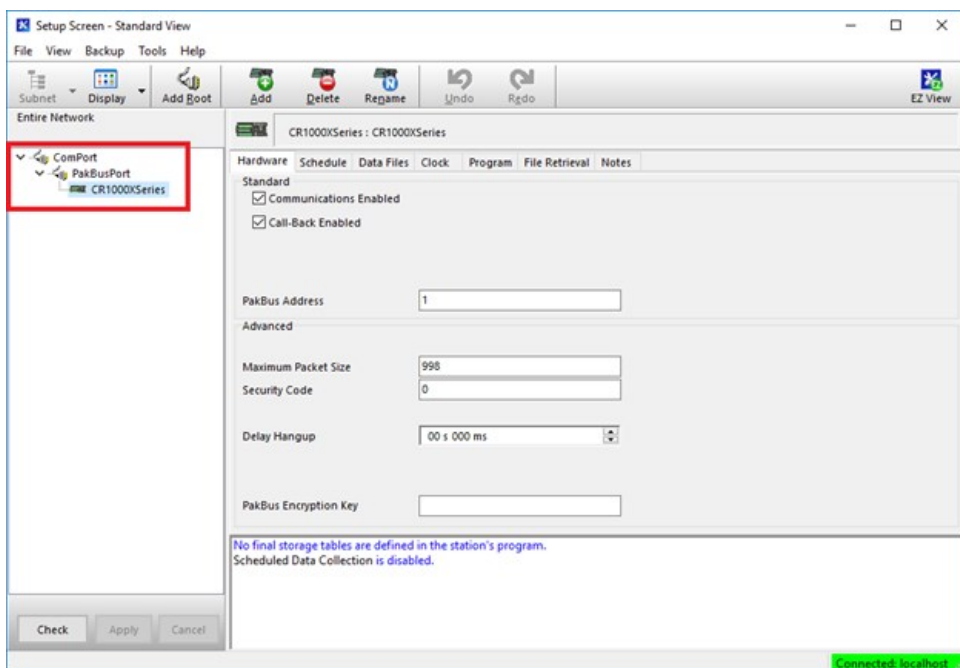 Setup Screen - Standard View
File View Backup Tools Help
Subnet Display Add Root Add Delete Rename Undo Redo EZ View
Entire Network
ComPort
PakBusPort
CR1000XSeries
CR1000XSeries : CR1000XSeries
Hardware Schedule Data Files Clock Program File Retrieval Notes
Standard
Communications Enabled
Call-Back Enabled
PakBus Address 1
Advanced
Maximum Packet Size 998
Security Code 0
Delay Hangup 00 s 000 ms
PakBus Encryption Key
No final storage tables are defined in the station's program.
Scheduled Data Collection is disabled.
Check Apply Cancel
Connected: localhost